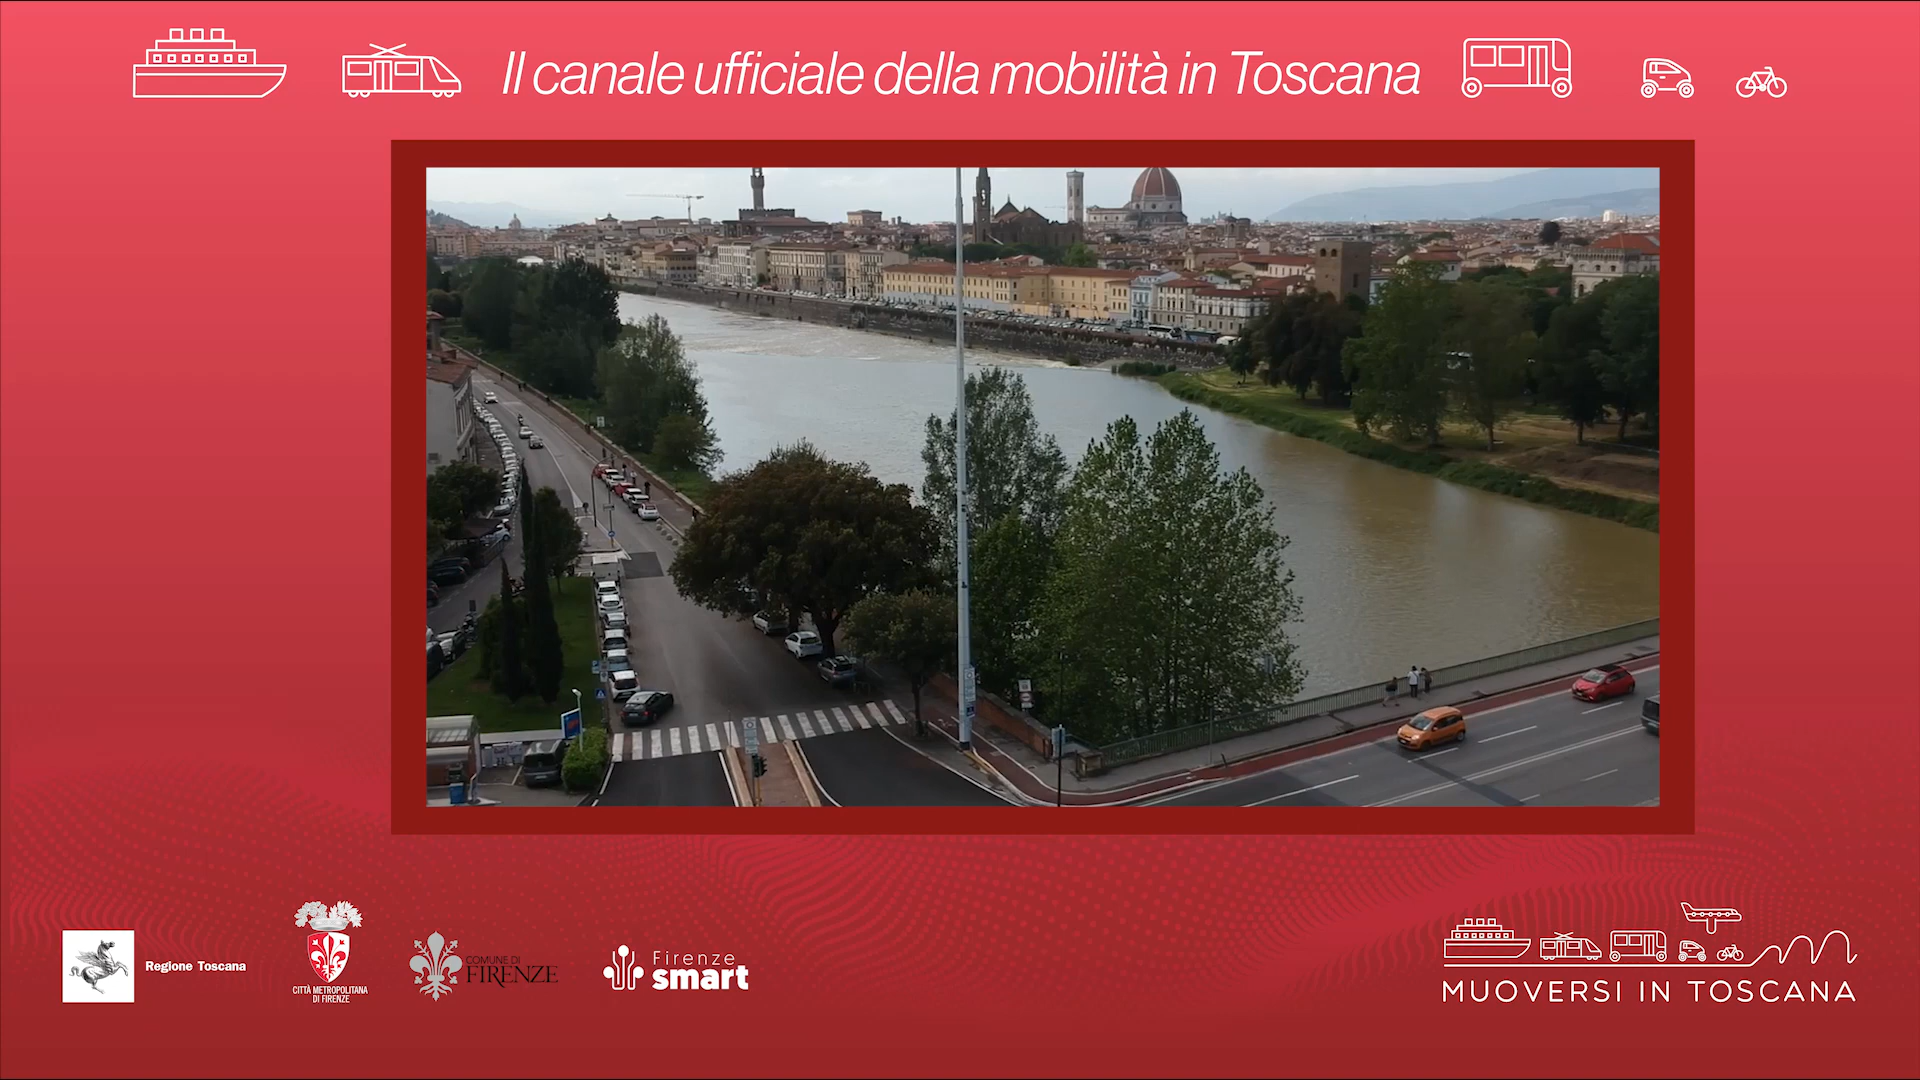 Il canale ufficiale della mobilità in Toscana
Regione Toscana
CITTÀ METROPOLITANA
DI FIRENZE
COMUNE DI
FIRENZE
Firenze
smart
MUOVERSI IN TOSCANA